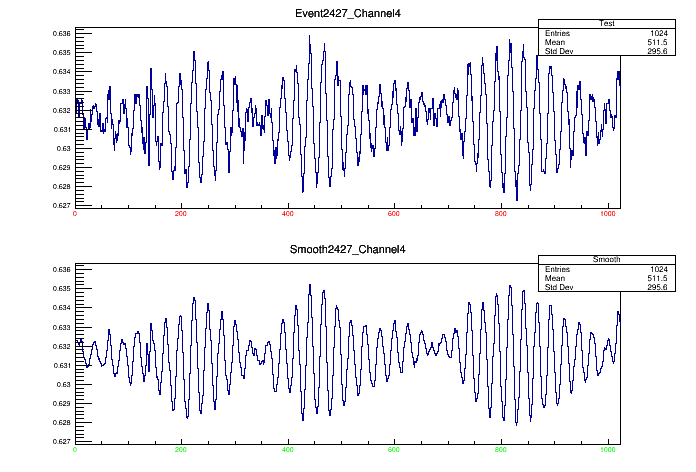 Event2427_Channel4
Test
Entries 1024
Mean 511.5
Std Dev 295.6
0.636
0.635
0.634
0.633
0.632
0.631
0.63
0.629
0.628
0.627
0 200 400 600 800 1000
Smooth2427_Channel4
Smooth
Entries 1024
Mean 511.5
Std Dev 295.6
0.636
0.635
0.634
0.633
0.632
0.631
0.63
0.629
0.628
0.627
0 200 400 600 800 1000